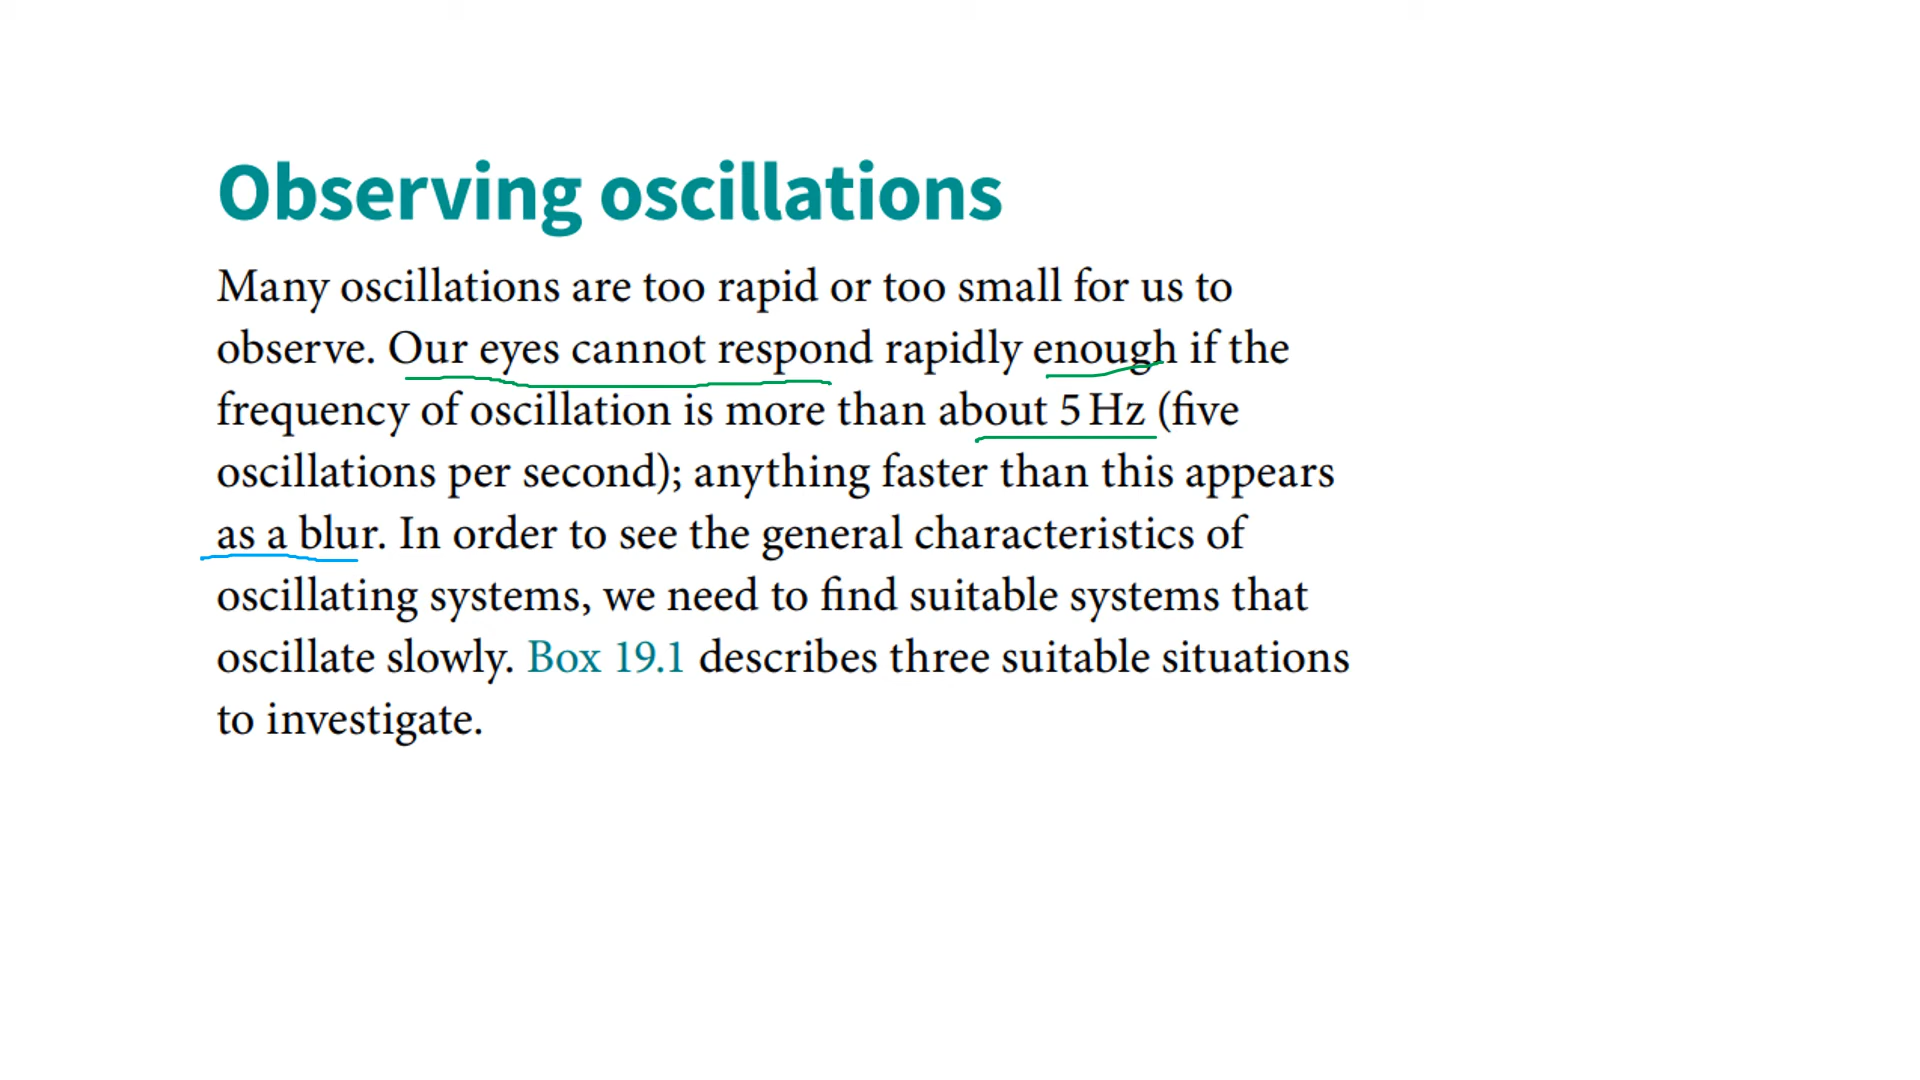 Observing oscillations
Many oscillations are too rapid or too small for us to
observe. Our eyes cannot respond rapidly enough if the
frequency of oscillation is more than about 5 Hz (five
oscillations per second); anything faster than this appears
as a blur. In order to see the general characteristics of
oscillating systems, we need to find suitable systems that
oscillate slowly. Box 19.1 describes three suitable situations
to investigate.